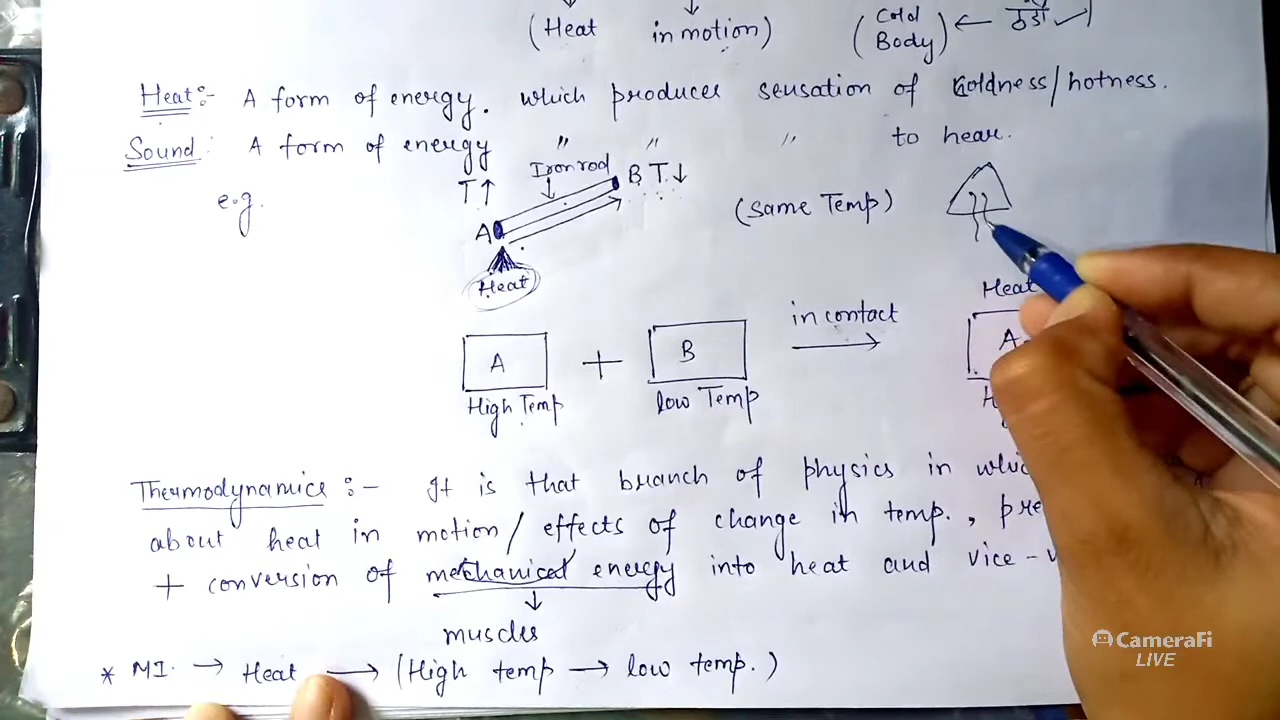 (Heat in motion) (Cold Body) ← ठंडा
Heat:- A form of energy. which produces sensation of coldness/hotness.
Sound: A form of energy " " " to hear.
e.g.
T↑ Iron rod B T↓
A (Same Temp)
Heat
in contact Heat
A + B → A
High Temp low Temp H
Thermodynamics :- It is that branch of physics in whic
about heat in motion/effects of change in temp., pre
+ conversion of mechanical energy into heat and vice-v
↓
muscles
* MI. → Heat → (High temp → low temp.)
CameraFi
LIVE